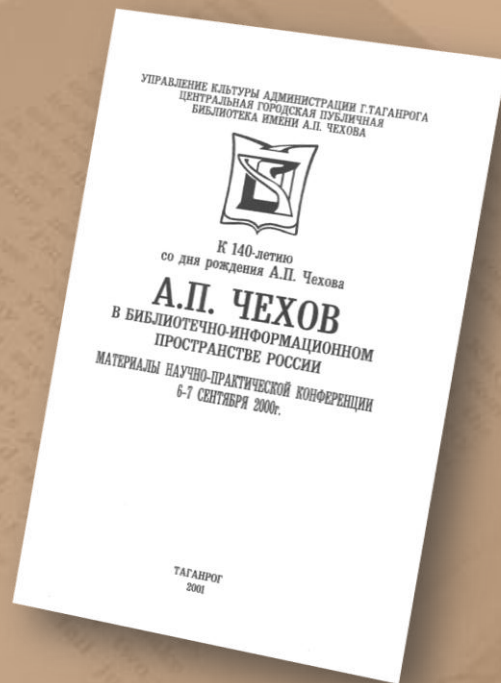 УПРАВЛЕНИЕ КЛЬТУРЫ АДМИНИСТРАЦИИ Г.ТАГАНРОГА
ЦЕНТРАЛЬНАЯ ГОРОДСКАЯ ПУБЛИЧНАЯ
БИБЛИОТЕКА ИМЕНИ А.П. ЧЕХОВА
К 140-летию
со дня рождения А.П. Чехова
А.П. ЧЕХОВ
В БИБЛИОТЕЧНО-ИНФОРМАЦИОННОМ
ПРОСТРАНСТВЕ РОССИИ
МАТЕРИАЛЫ НАУЧНО-ПРАКТИЧЕСКОЙ КОНФЕРЕНЦИИ
6-7 СЕНТЯБРЯ 2000г.
ТАГАНРОГ
2001